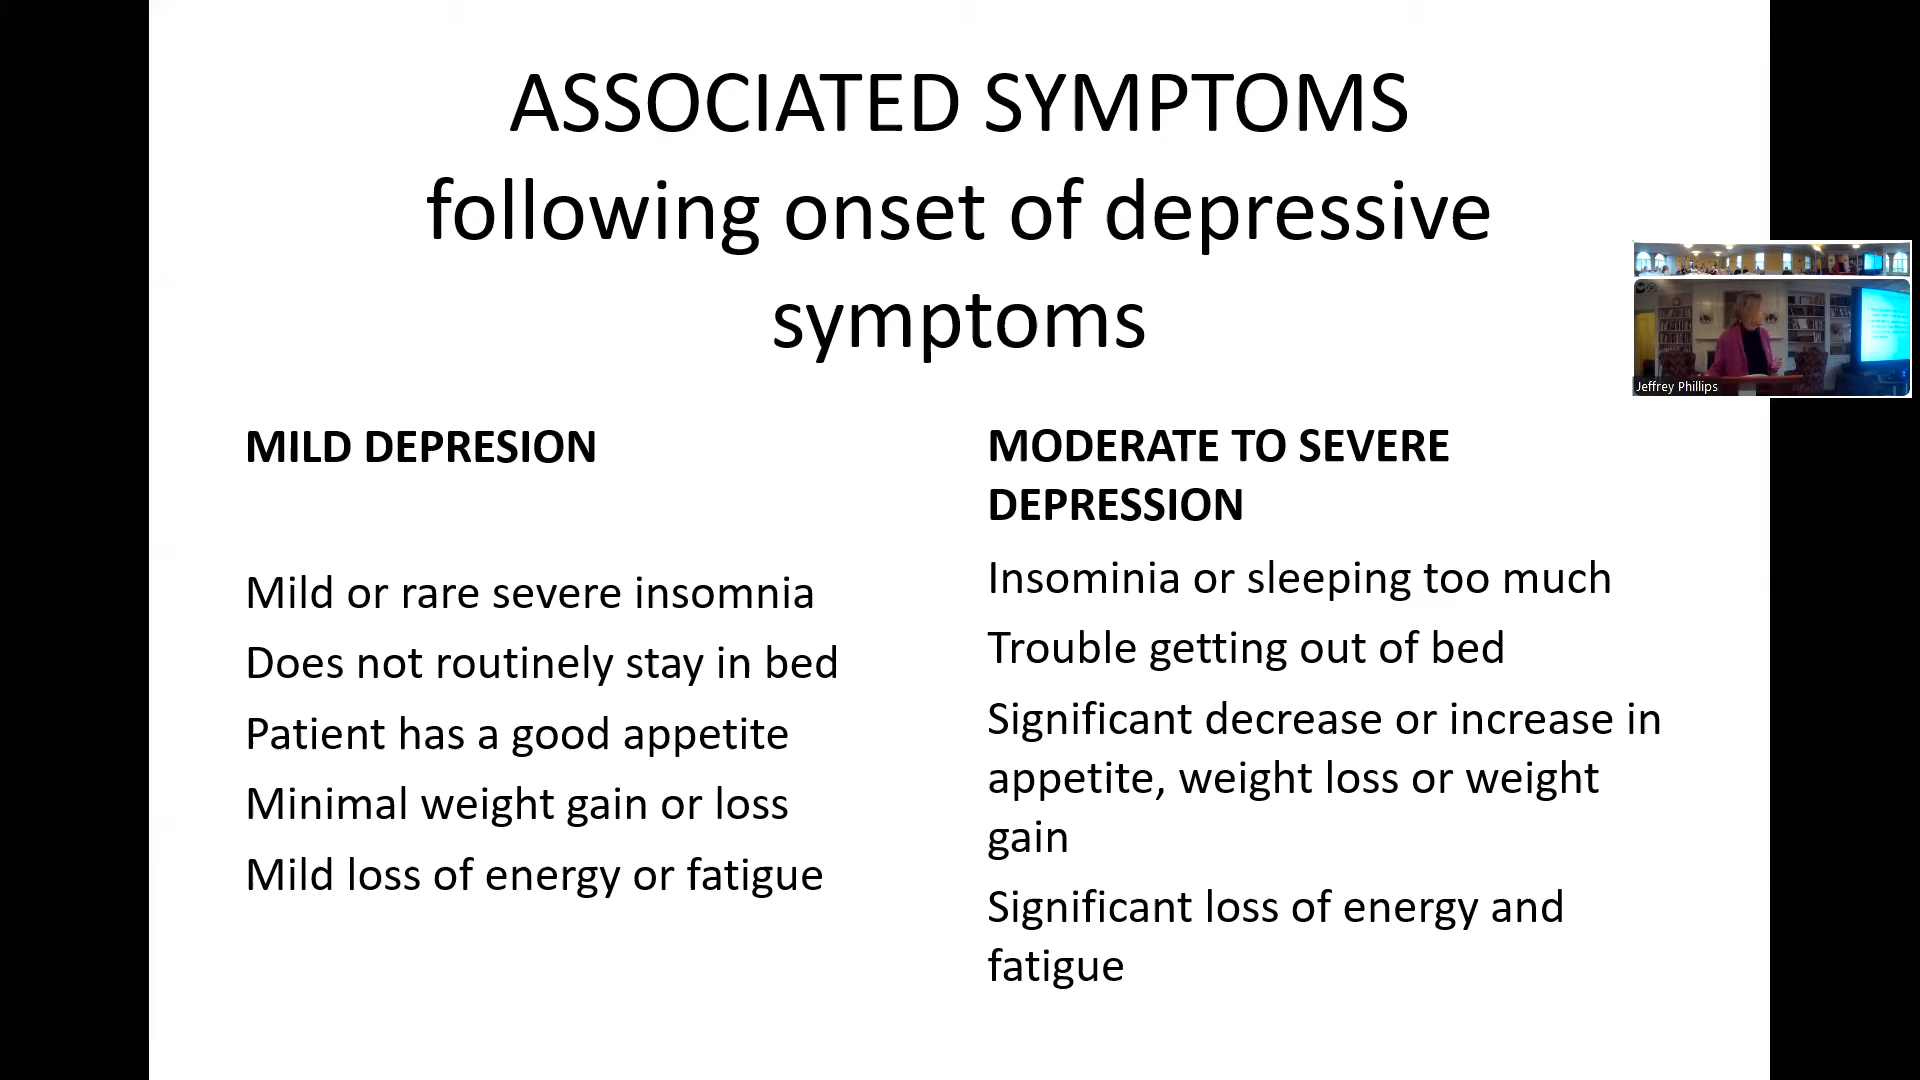 ASSOCIATED SYMPTOMS
following onset of depressive
symptoms
MILD DEPRESION
Mild or rare severe insomnia
Does not routinely stay in bed
Patient has a good appetite
Minimal weight gain or loss
Mild loss of energy or fatigue
MODERATE TO SEVERE
DEPRESSION
Insominia or sleeping too much
Trouble getting out of bed
Significant decrease or increase in
appetite, weight loss or weight
gain
Significant loss of energy and
fatigue
Jeffrey Phillips